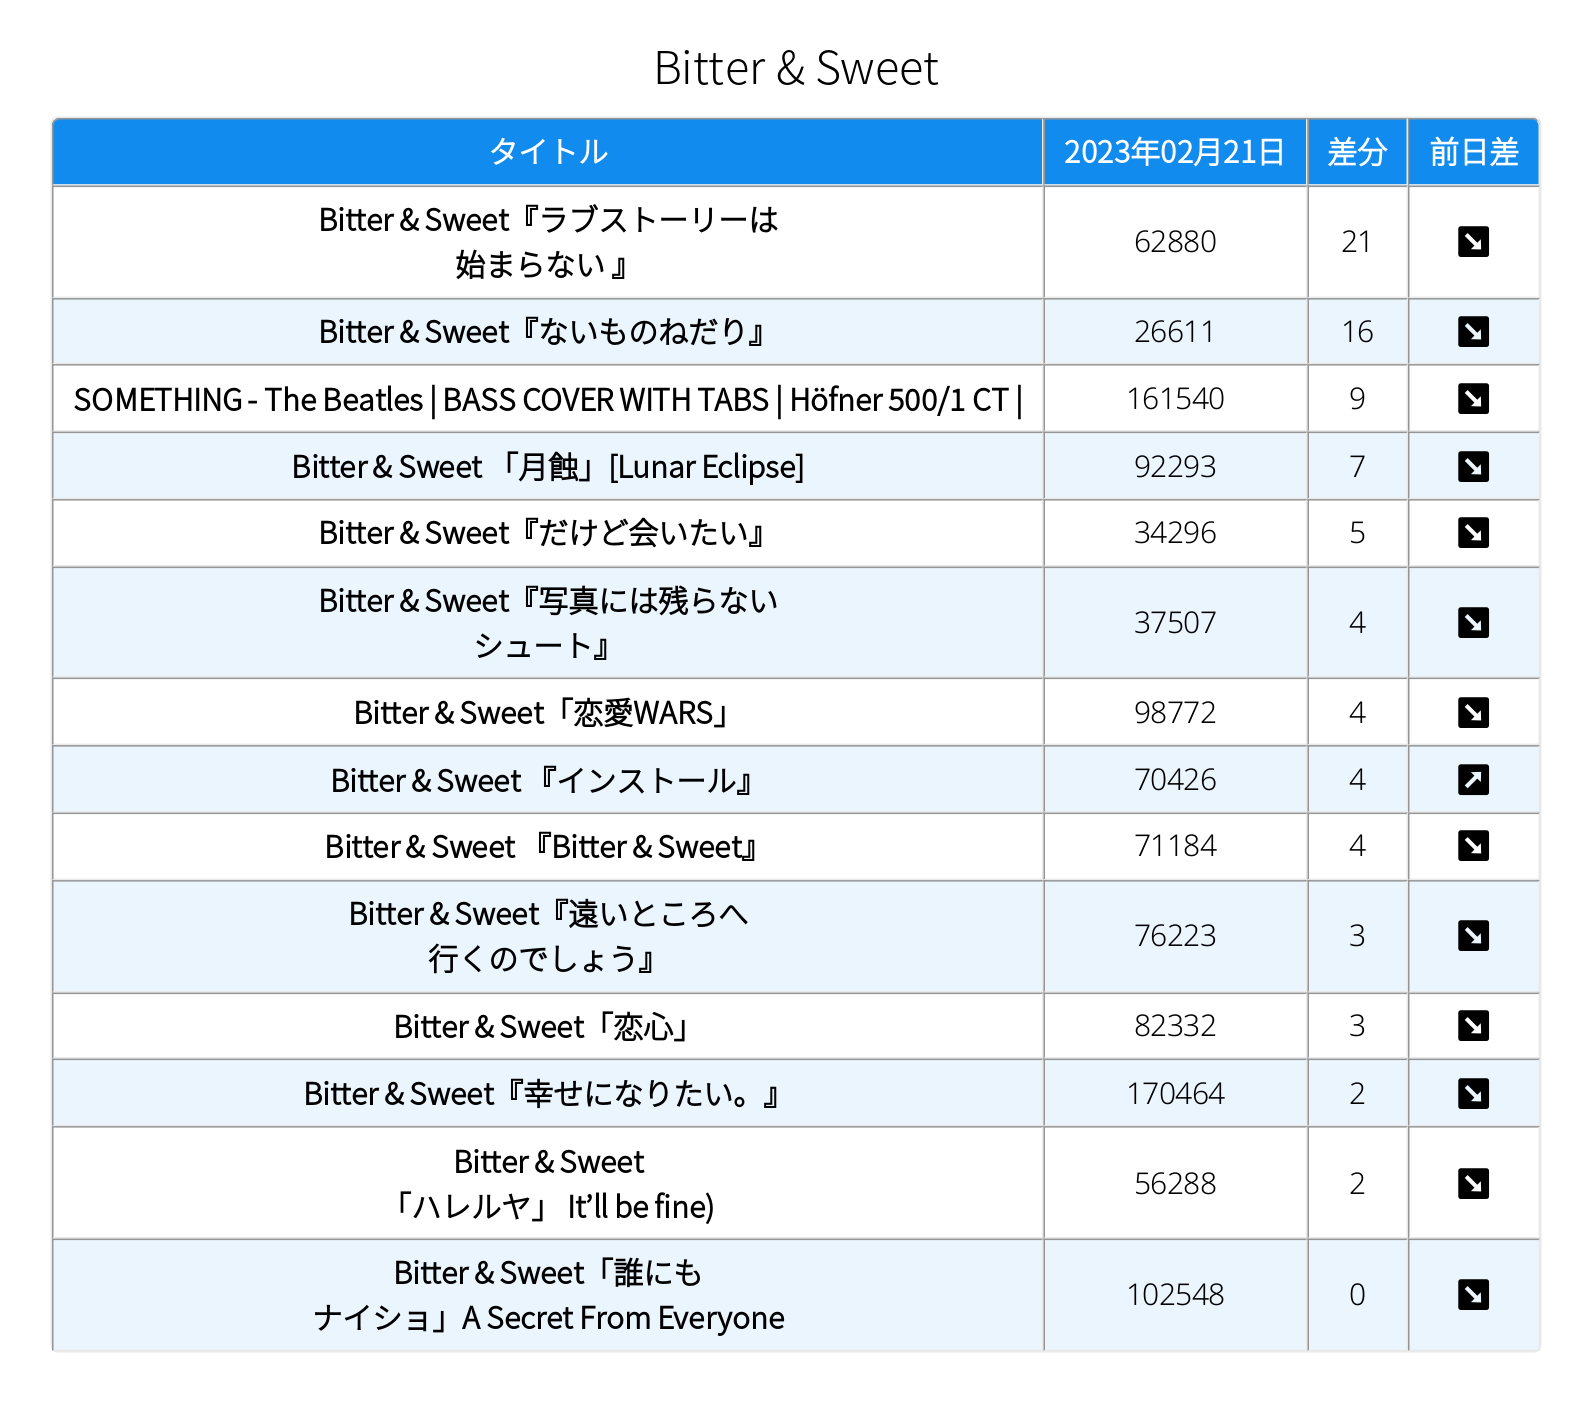 Bitter & Sweet
タイトル 2023年02月21日 差分 前日差
Bitter & Sweet『ラブストーリーは
始まらない 』 62880 21 ↘
Bitter & Sweet『ないものねだり』 26611 16 ↘
SOMETHING - The Beatles | BASS COVER WITH TABS | Höfner 500/1 CT | 161540 9 ↘
Bitter & Sweet 「月蝕」[Lunar Eclipse] 92293 7 ↘
Bitter & Sweet『だけど会いたい』 34296 5 ↘
Bitter & Sweet『写真には残らない
シュート』 37507 4 ↘
Bitter & Sweet「恋愛WARS」 98772 4 ↘
Bitter & Sweet 『インストール』 70426 4 ↗
Bitter & Sweet 『Bitter & Sweet』 71184 4 ↘
Bitter & Sweet『遠いところへ
行くのでしょう』 76223 3 ↘
Bitter & Sweet「恋心」 82332 3 ↘
Bitter & Sweet『幸せになりたい。』 170464 2 ↘
Bitter & Sweet
「ハレルヤ」 It’ll be fine) 56288 2 ↘
Bitter & Sweet「誰にも
ナイショ」A Secret From Everyone 102548 0 ↘